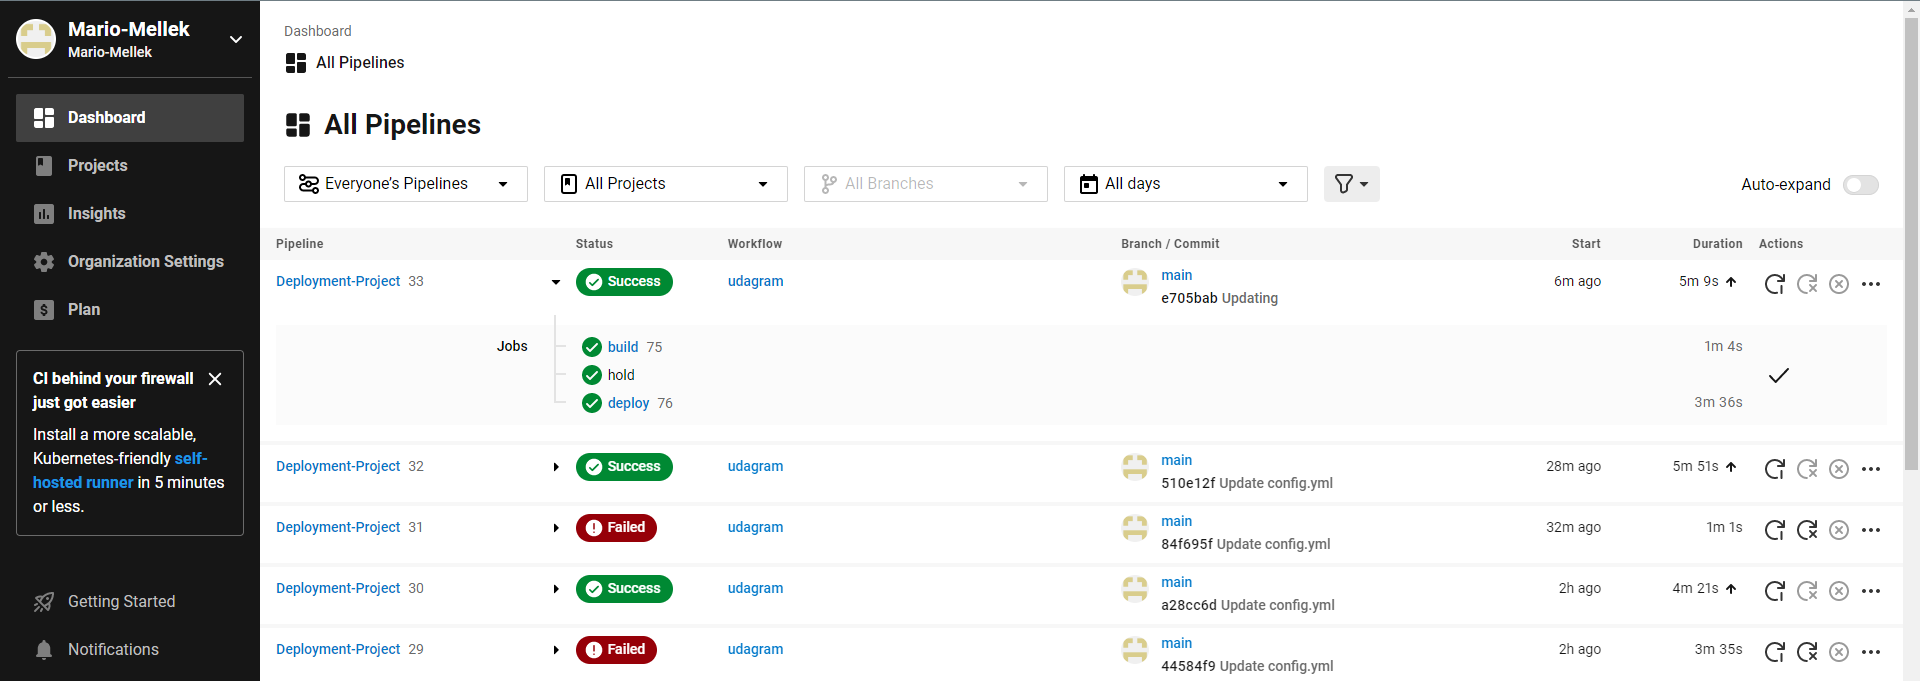 Mario-Mellek
Mario-Mellek
Dashboard
Projects
Insights
Organization Settings
Plan
CI behind your firewall
just got easier
Install a more scalable,
Kubernetes-friendly self-
hosted runner in 5 minutes
or less.
Getting Started
Notifications
Dashboard
All Pipelines
All Pipelines
Everyone’s Pipelines
All Projects
All Branches
All days
Auto-expand
Pipeline Status Workflow Branch / Commit Start Duration Actions
Deployment-Project 33 Success udagram main 6m ago 5m 9s
e705bab Updating
Jobs build 75 1m 4s
hold
deploy 76 3m 36s
Deployment-Project 32 Success udagram main 28m ago 5m 51s
510e12f Update config.yml
Deployment-Project 31 Failed udagram main 32m ago 1m 1s
84f695f Update config.yml
Deployment-Project 30 Success udagram main 2h ago 4m 21s
a28cc6d Update config.yml
Deployment-Project 29 Failed udagram main 2h ago 3m 35s
44584f9 Update config.yml